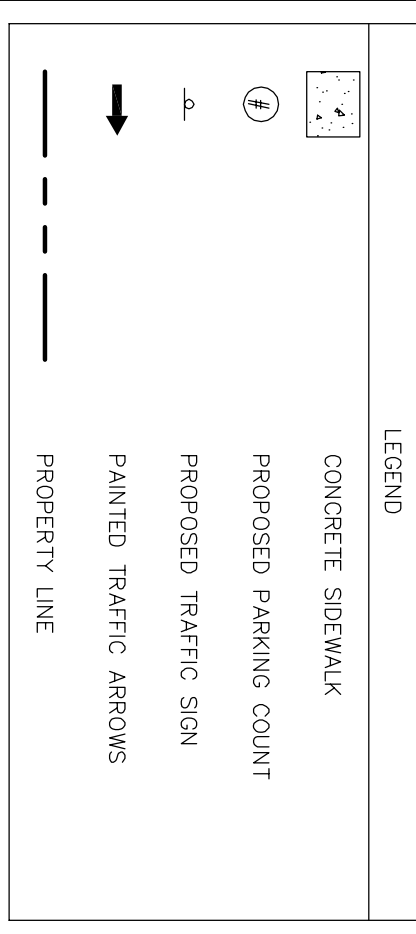 LEGEND
CONCRETE SIDEWALK
# PROPOSED PARKING COUNT
PROPOSED TRAFFIC SIGN
PAINTED TRAFFIC ARROWS
PROPERTY LINE